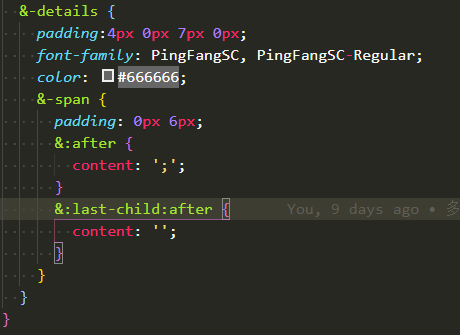 &-details {
padding:4px 0px 7px 0px;
font-family: PingFangSC, PingFangSC-Regular;
color: #666666;
&-span {
padding: 0px 6px;
&:after {
content: ';';
}
&:last-child:after { You, 9 days ago • 多
content: '';
}
}
}
}